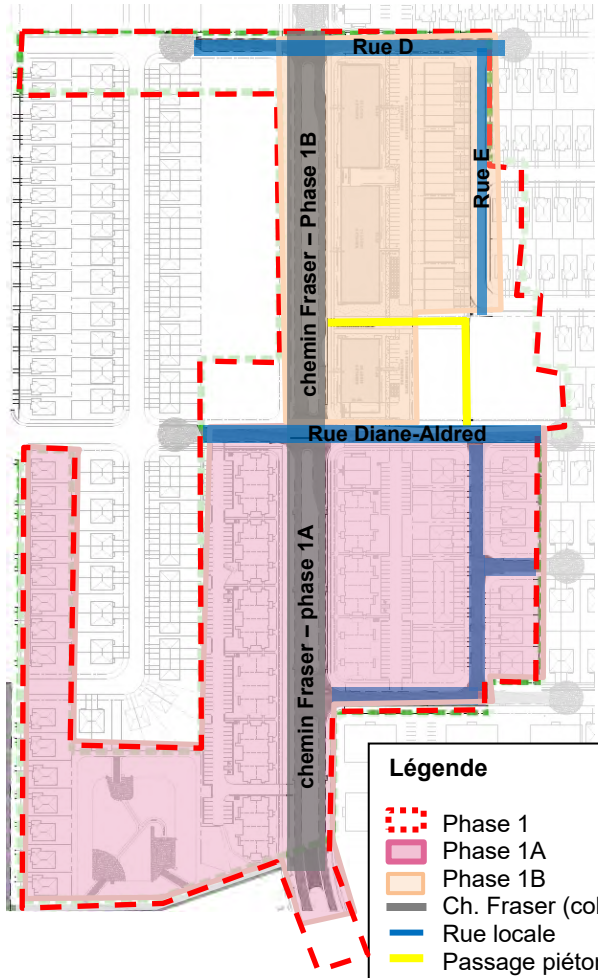 Rue D
chemin Fraser – Phase 1B
Rue E
Rue Diane-Aldred
chemin Fraser – phase 1A
Légende
Phase 1
Phase 1A
Phase 1B
Ch. Fraser (col
Rue locale
Passage piéton